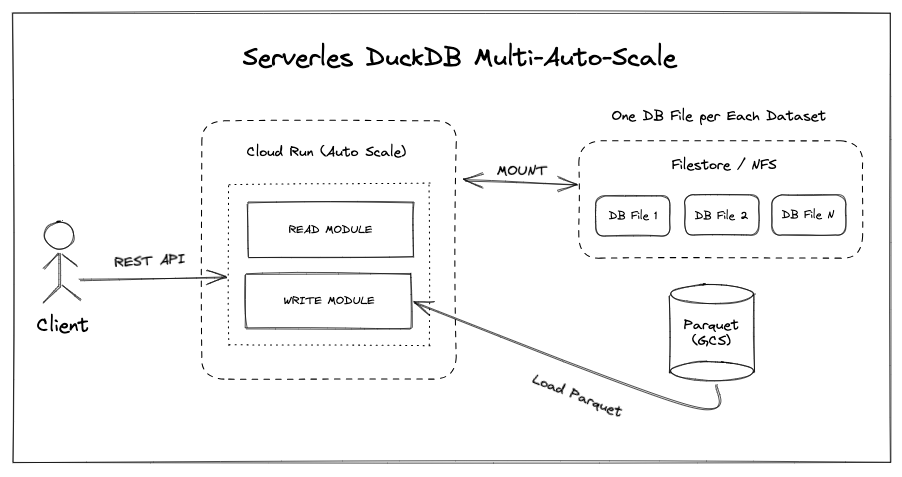 Serverles DuckDB Multi-Auto-Scale
One DB File per Each Dataset
Cloud Run (Auto Scale)
MOUNT
Filestore / NFS
DB File 1
DB File 2
DB File N
READ MODULE
REST API
WRITE MODULE
Client
Parquet
(GCS)
Load Parquet